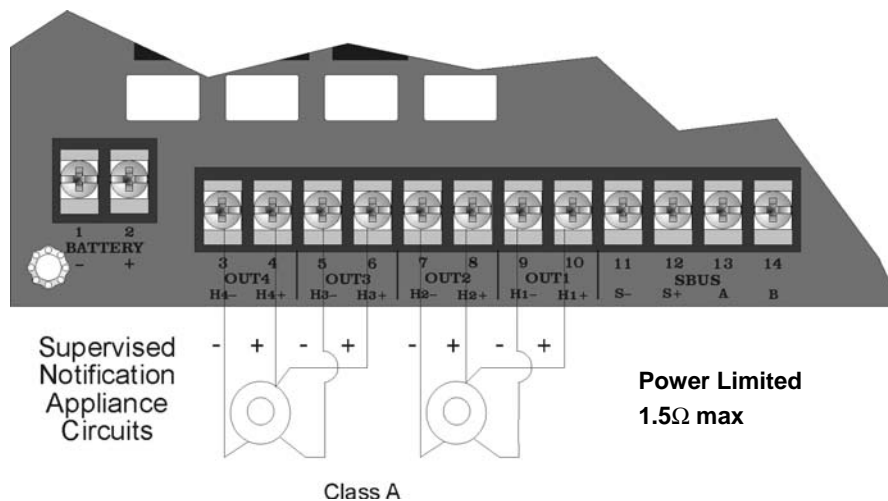 1 2
BATTERY
- +
3 4 5 6 7 8 9 10 11 12 13 14
OUT4 OUT3 OUT2 OUT1 SBUS
H4– H4+ H3– H3+ H2– H2+ H1– H1+ S– S+ A B
- + - + - + - +
Supervised
Notification
Appliance
Circuits
Power Limited
1.5Ω max
Class A